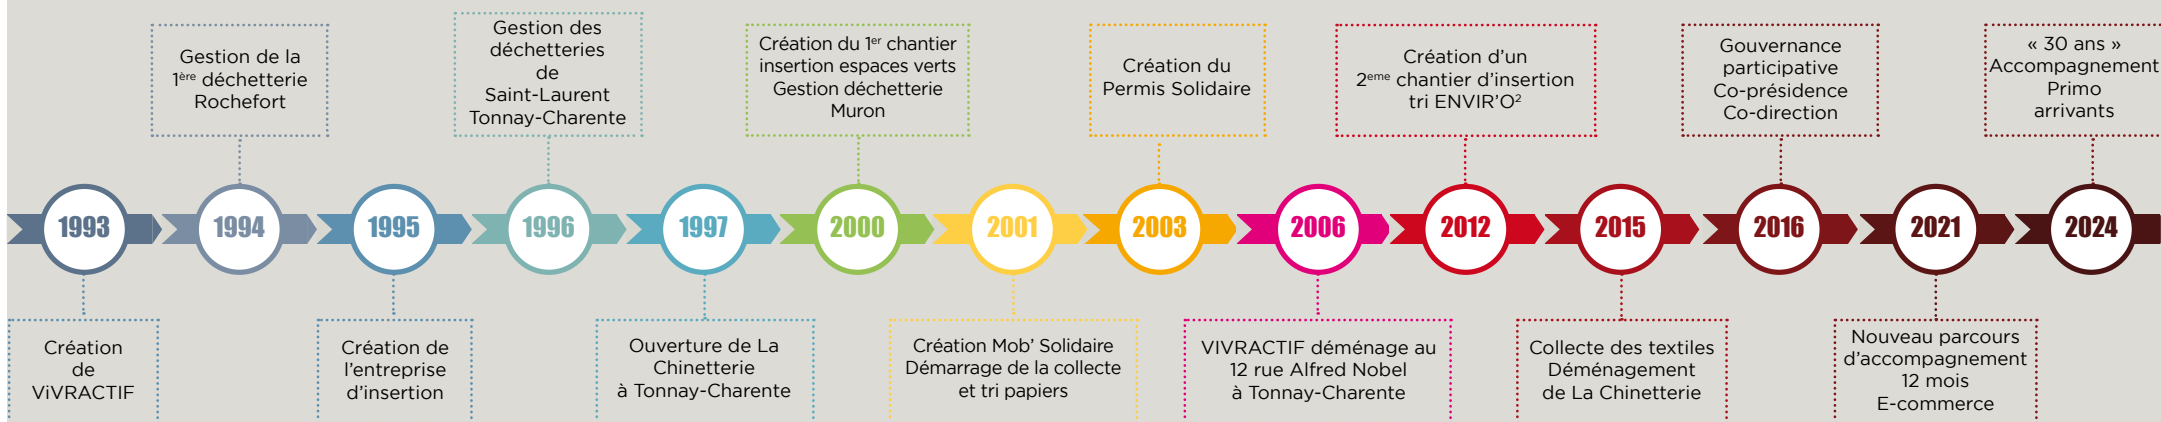 Gestion de la
1ère déchetterie
Rochefort
Gestion des
déchetteries
de
Saint-Laurent
Tonnay-Charente
Création du 1er chantier
insertion espaces verts
Gestion déchetterie
Muron
Création du
Permis Solidaire
Création d'un
2eme chantier d'insertion
tri ENVIR'O²
Gouvernance
participative
Co-présidence
Co-direction
« 30 ans »
Accompagnement
Primo
arrivants
1993
1994
1995
1996
1997
2000
2001
2003
2006
2012
2015
2016
2021
2024
Création
de
ViVRACTIF
Création de
l'entreprise
d'insertion
Ouverture de La
Chinetterie
à Tonnay-Charente
Création Mob' Solidaire
Démarrage de la collecte
et tri papiers
VIVRACTIF déménage au
12 rue Alfred Nobel
à Tonnay-Charente
Collecte des textiles
Déménagement
de La Chinetterie
Nouveau parcours
d'accompagnement
12 mois
E-commerce